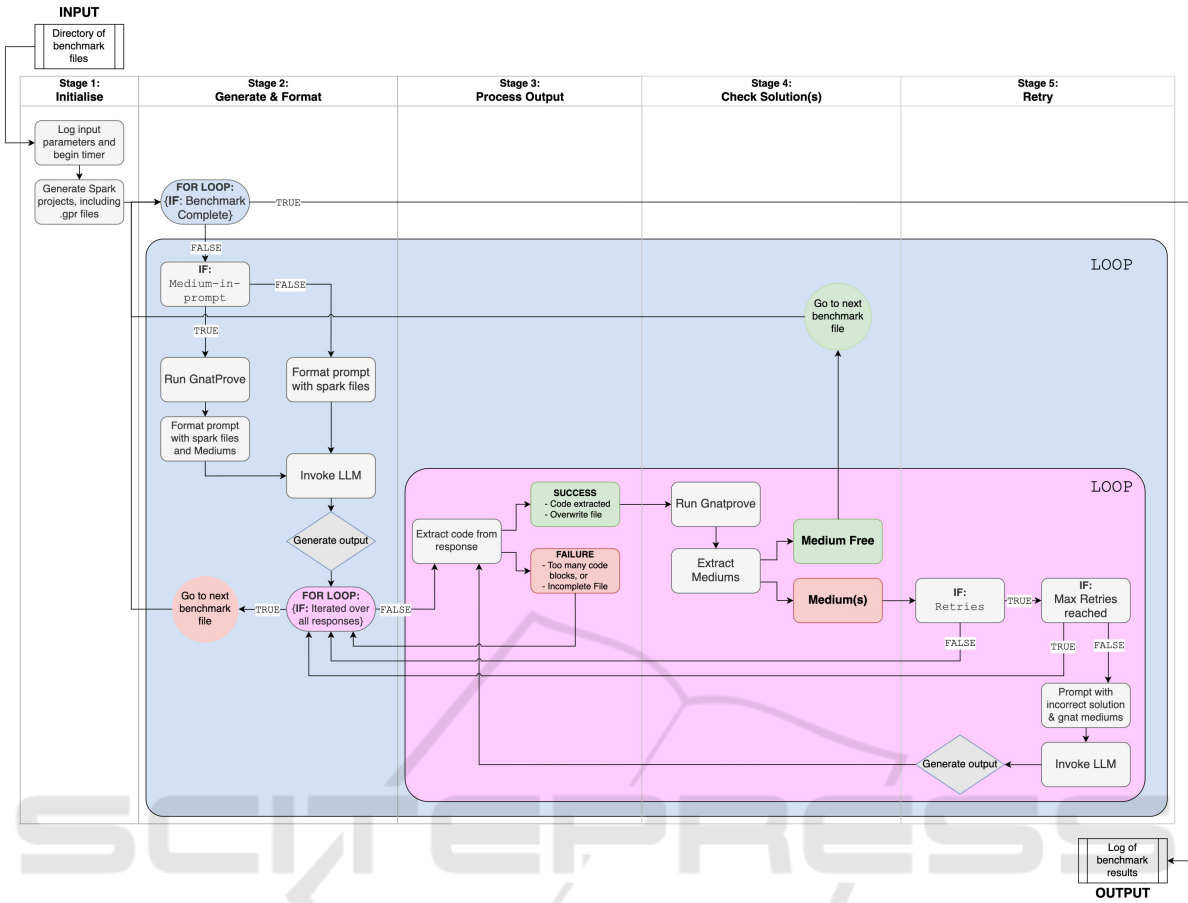 INPUT
Directory of
benchmark
files
Stage 1:
Initialise
Stage 2:
Generate & Format
Stage 3:
Process Output
Stage 4:
Check Solution(s)
Stage 5:
Retry
Log input
parameters and
begin timer
Generate Spark
projects, including
.gpr files
FOR LOOP:
{IF: Benchmark
Complete}
TRUE
FALSE
LOOP
IF:
Medium-in-
prompt
FALSE
TRUE
Go to next
benchmark
file
Run GnatProve
Format prompt
with spark files
Format prompt
with spark files
and Mediums
Invoke LLM
LOOP
Generate output
Extract code from
response
SUCCESS
- Code extracted
- Overwrite file
FAILURE
- Too many code
blocks, or
- Incomplete File
Run Gnatprove
Extract
Mediums
Medium Free
Medium(s)
Go to next
benchmark
file
TRUE
FOR LOOP:
{IF: Iterated over
all responses}
FALSE
IF:
Retries
TRUE
IF:
Max Retries
reached
FALSE
TRUE
FALSE
Prompt with
incorrect solution
& gnat mediums
Generate output
Invoke LLM
SCITEPRESS
Log of
benchmark
results
OUTPUT